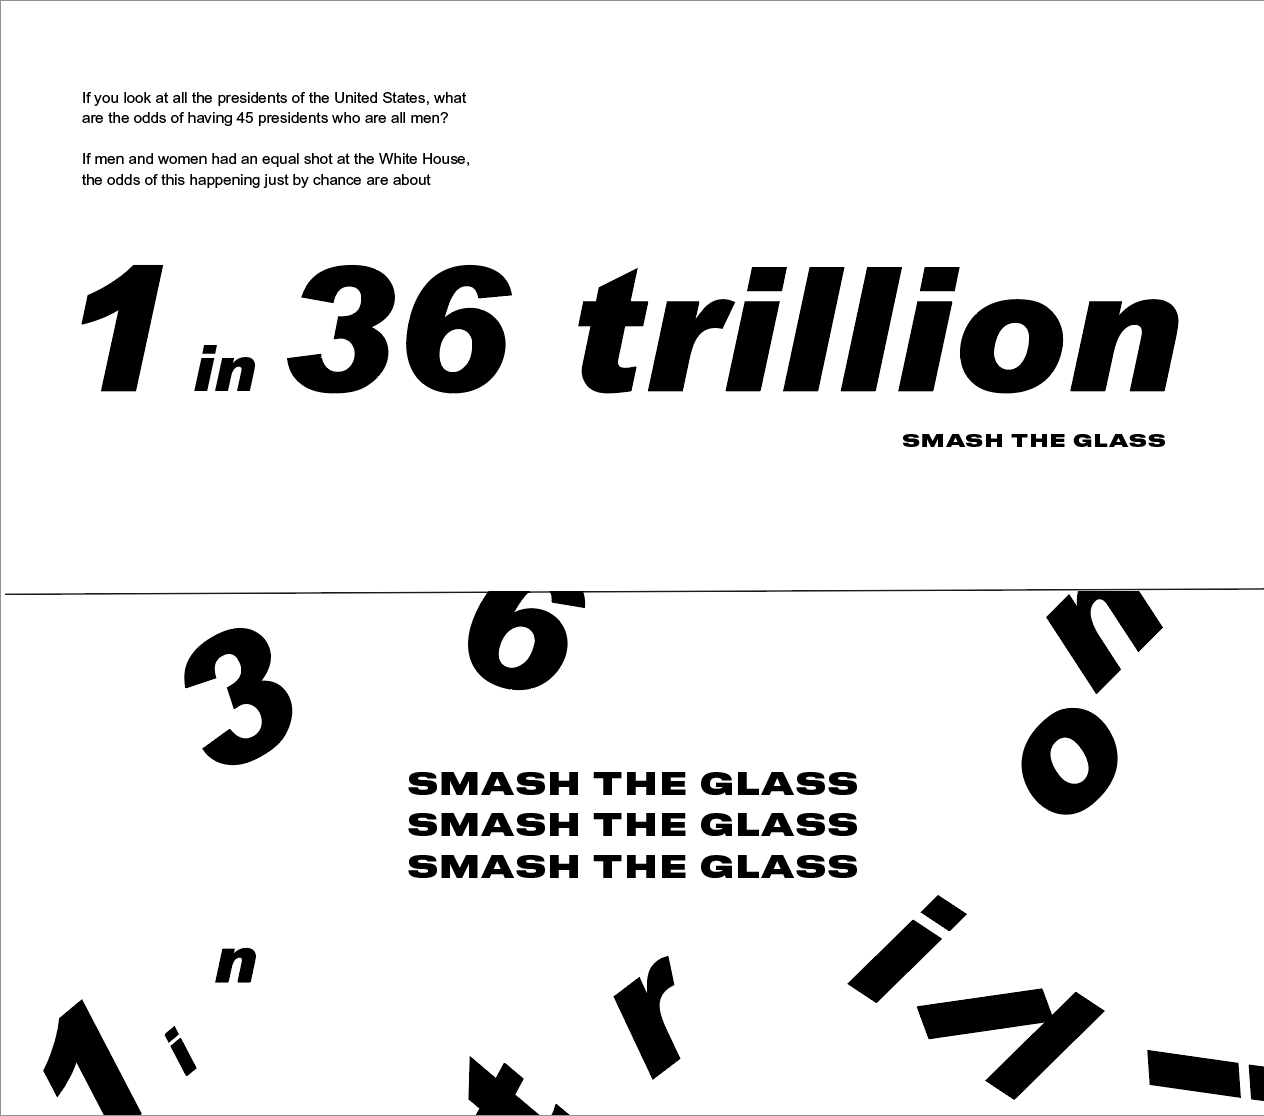 If you look at all the presidents of the United States, what
are the odds of having 45 presidents who are all men?
If men and women had an equal shot at the White House,
the odds of this happening just by chance are about
1 in 36 trillion
SMASH THE GLASS
3
6
n
o
SMASH THE GLASS
SMASH THE GLASS
SMASH THE GLASS
i
n
r
l
l
1
i
t
i